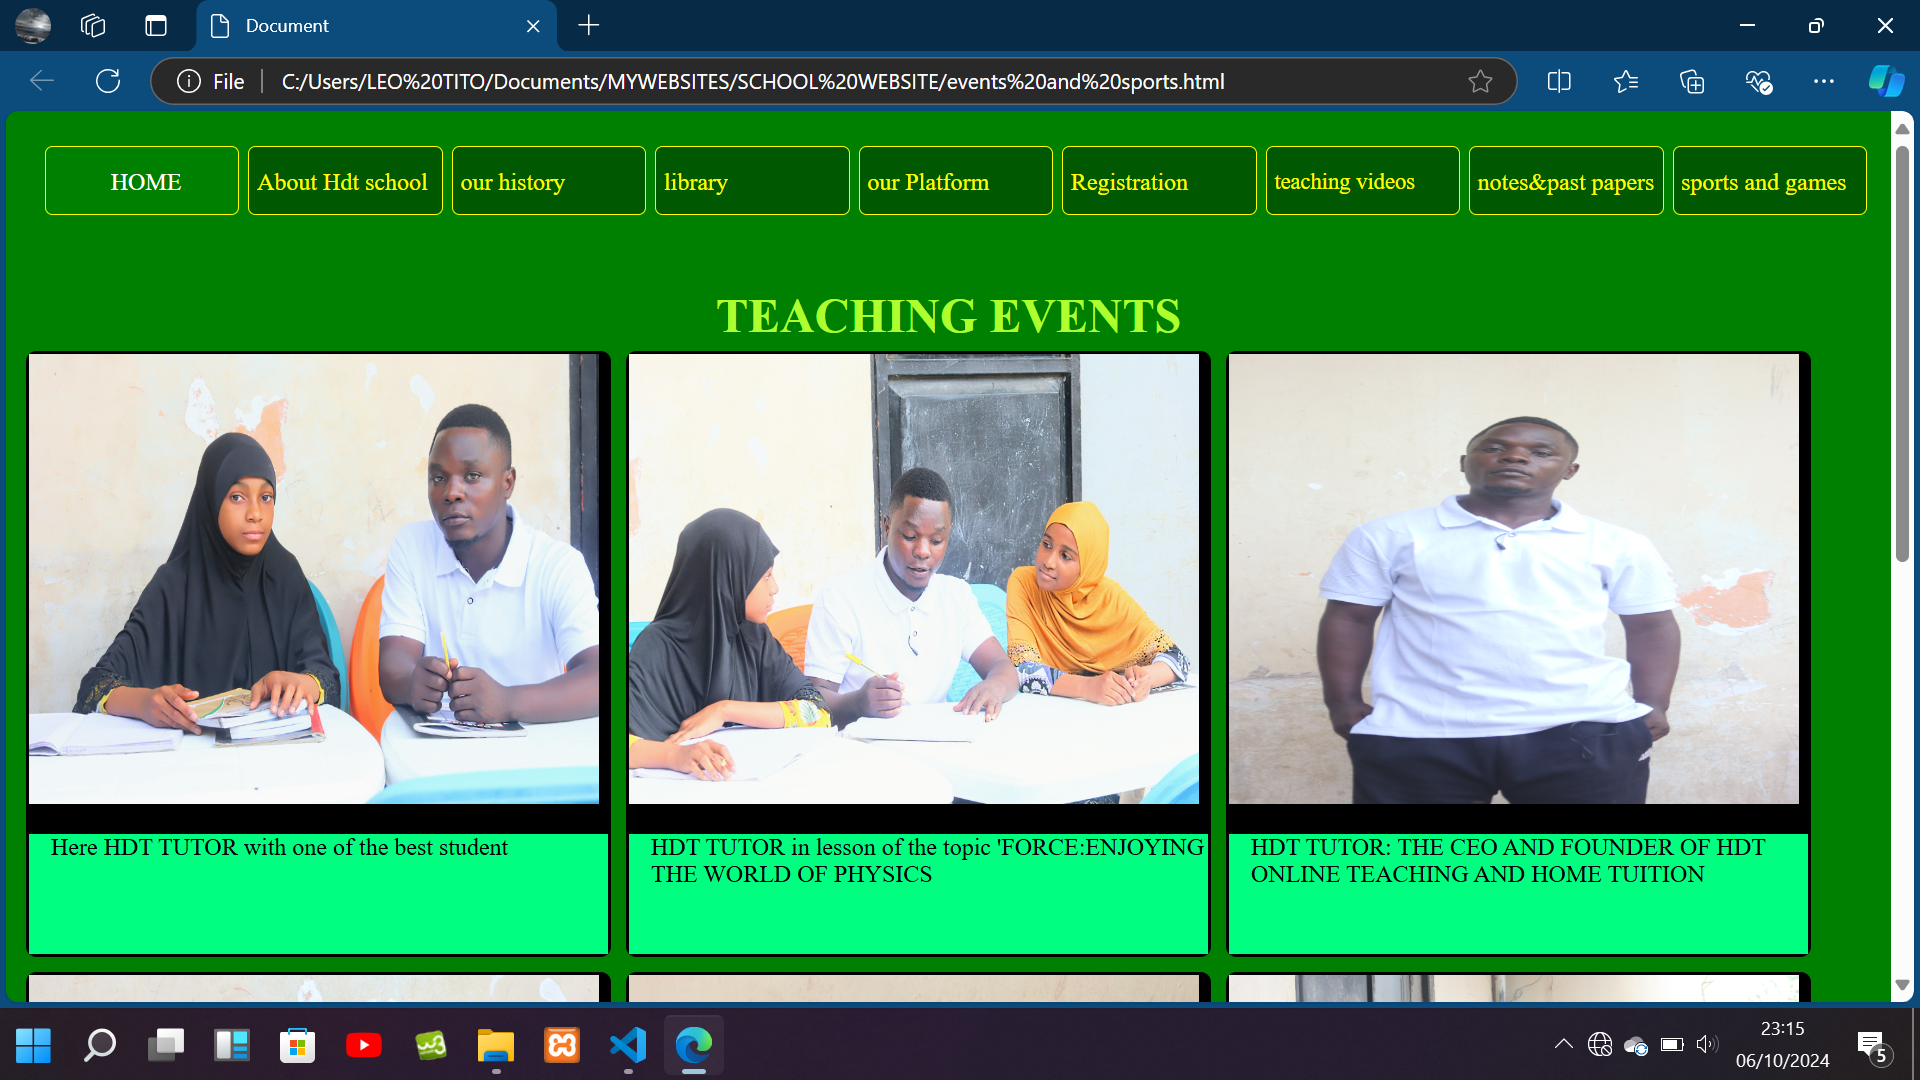 Document
File
C:/Users/LEO%20TITO/Documents/MYWEBSITES/SCHOOL%20WEBSITE/events%20and%20sports.html
HOME
About Hdt school
our history
library
our Platform
Registration
teaching videos
notes&past papers
sports and games
TEACHING EVENTS
Here HDT TUTOR with one of the best student
HDT TUTOR in lesson of the topic 'FORCE:ENJOYING
THE WORLD OF PHYSICS
HDT TUTOR: THE CEO AND FOUNDER OF HDT
ONLINE TEACHING AND HOME TUITION
w3
23:15
06/10/2024
5